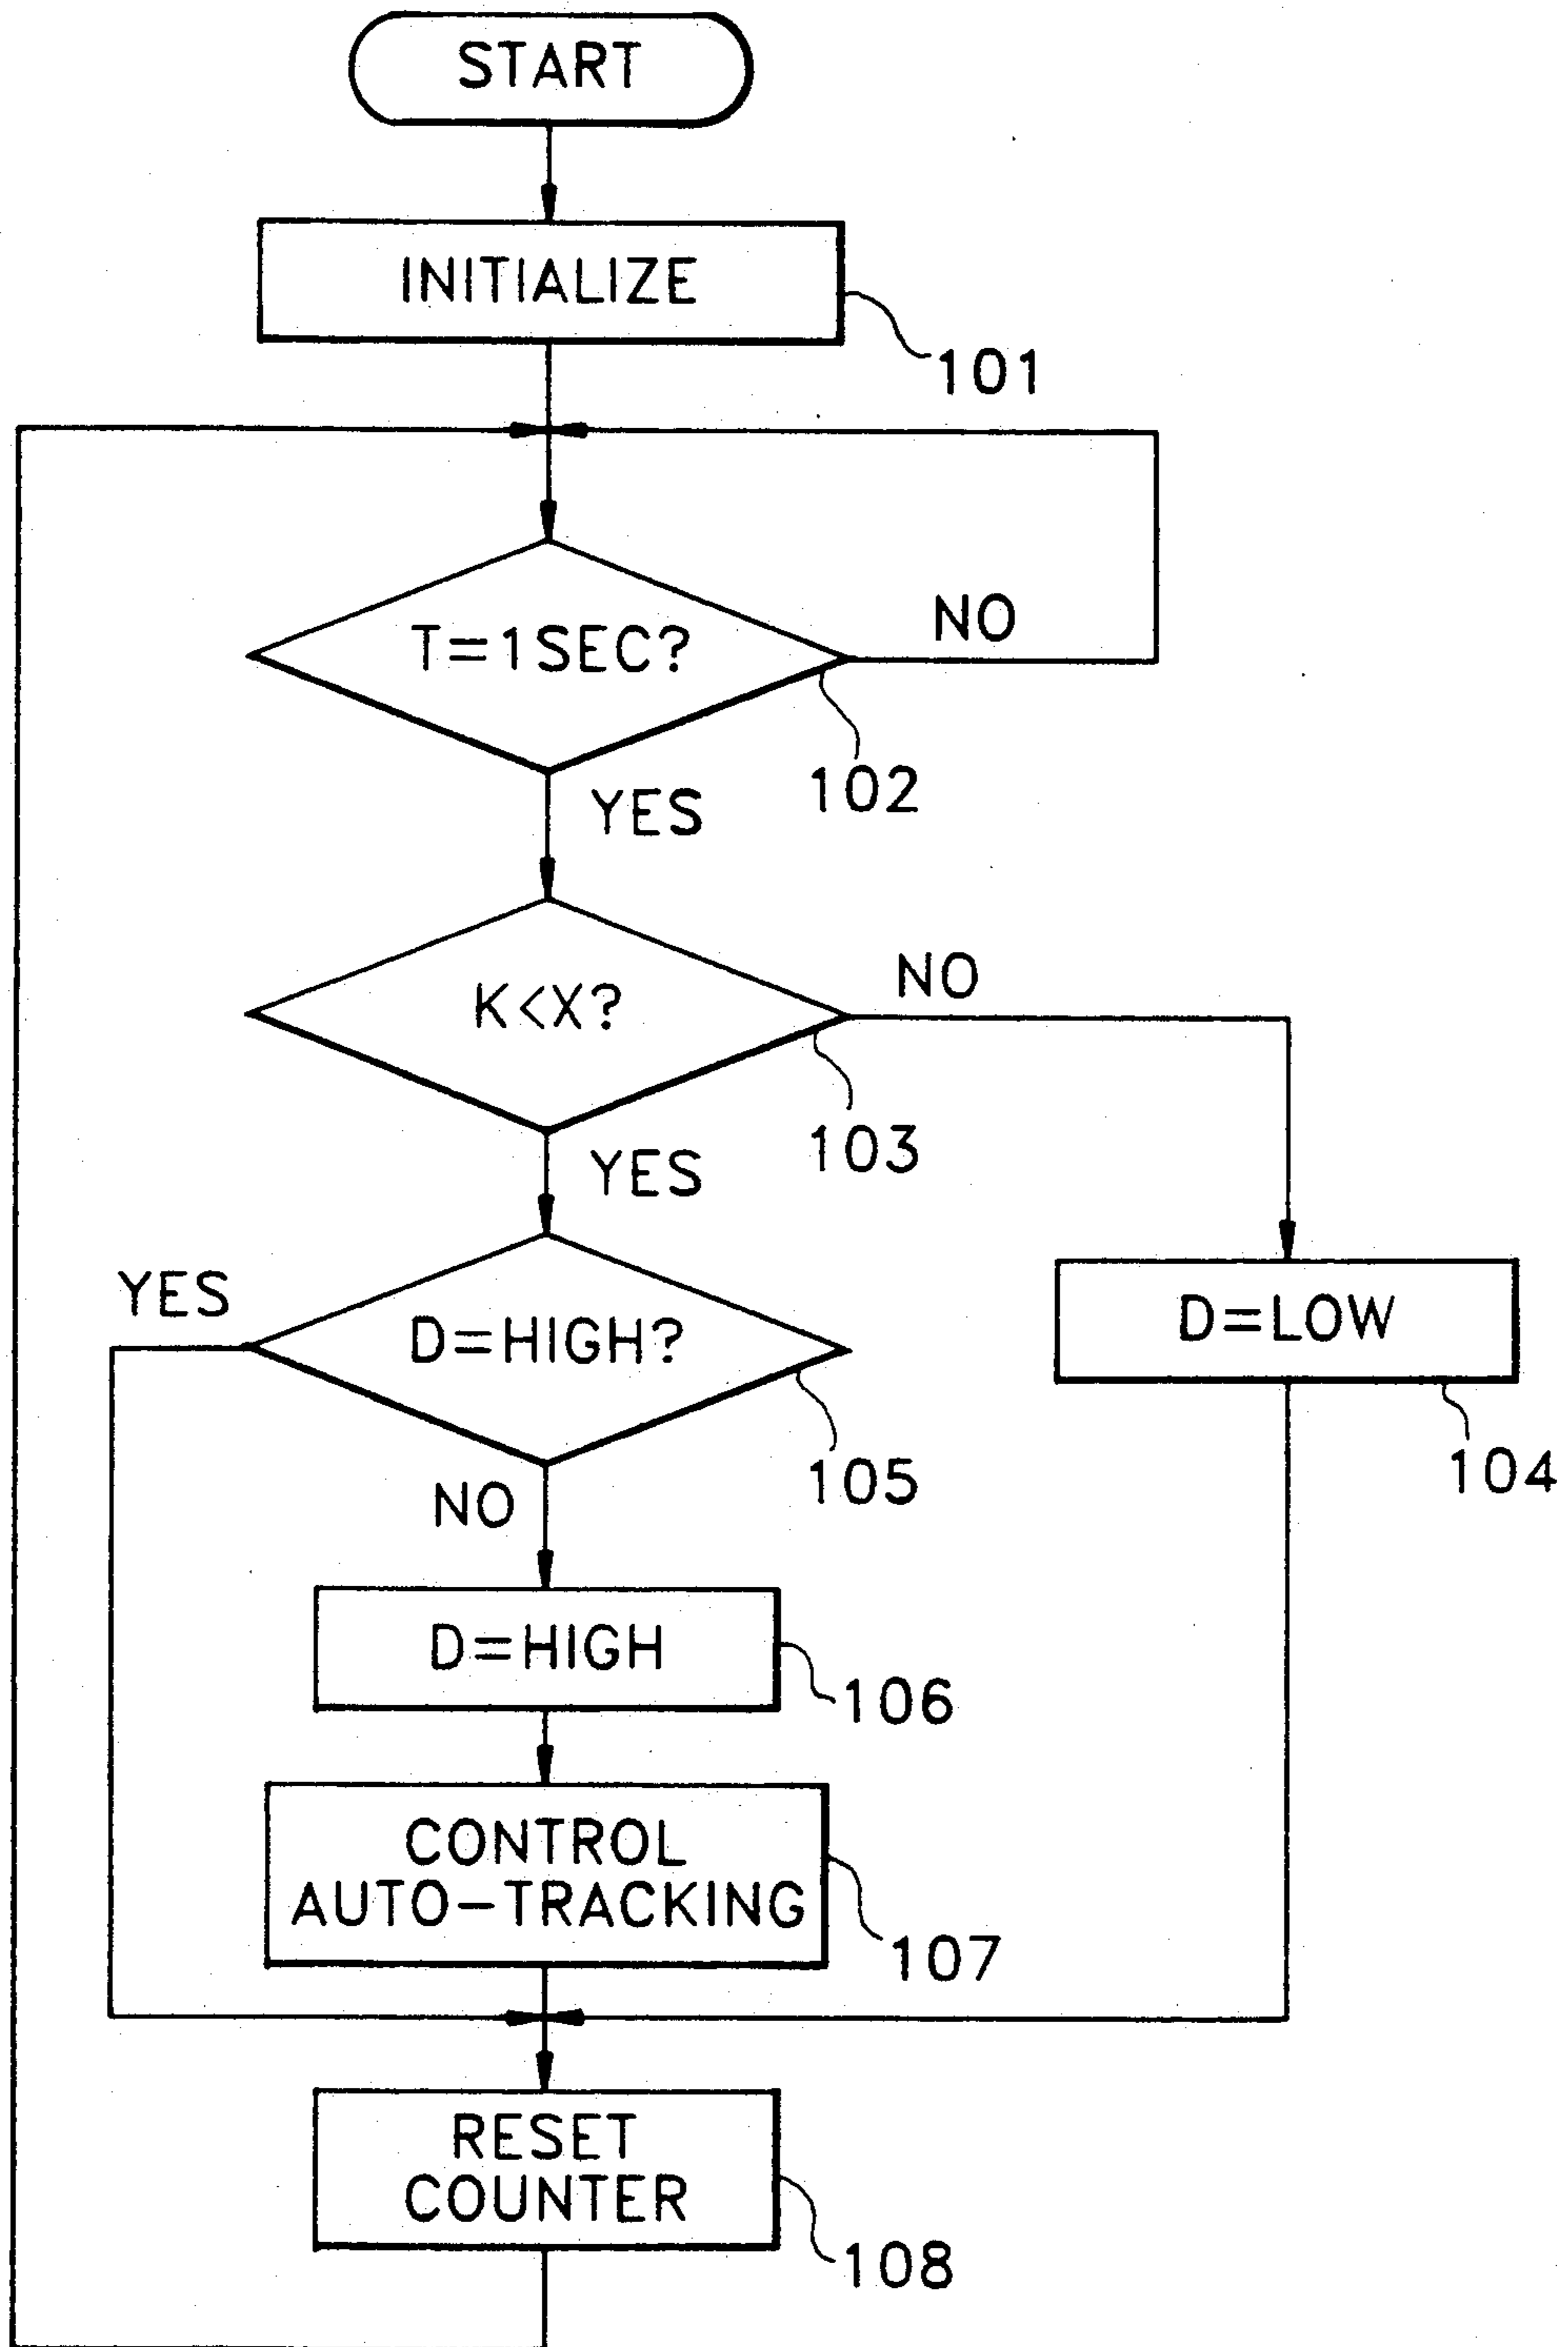 START
INITIALIZE
101
T=1SEC?
NO
102
YES
K<X?
NO
103
YES
D=HIGH?
YES
105
NO
D=LOW
104
D=HIGH
106
CONTROL
AUTO-TRACKING
107
RESET
COUNTER
108